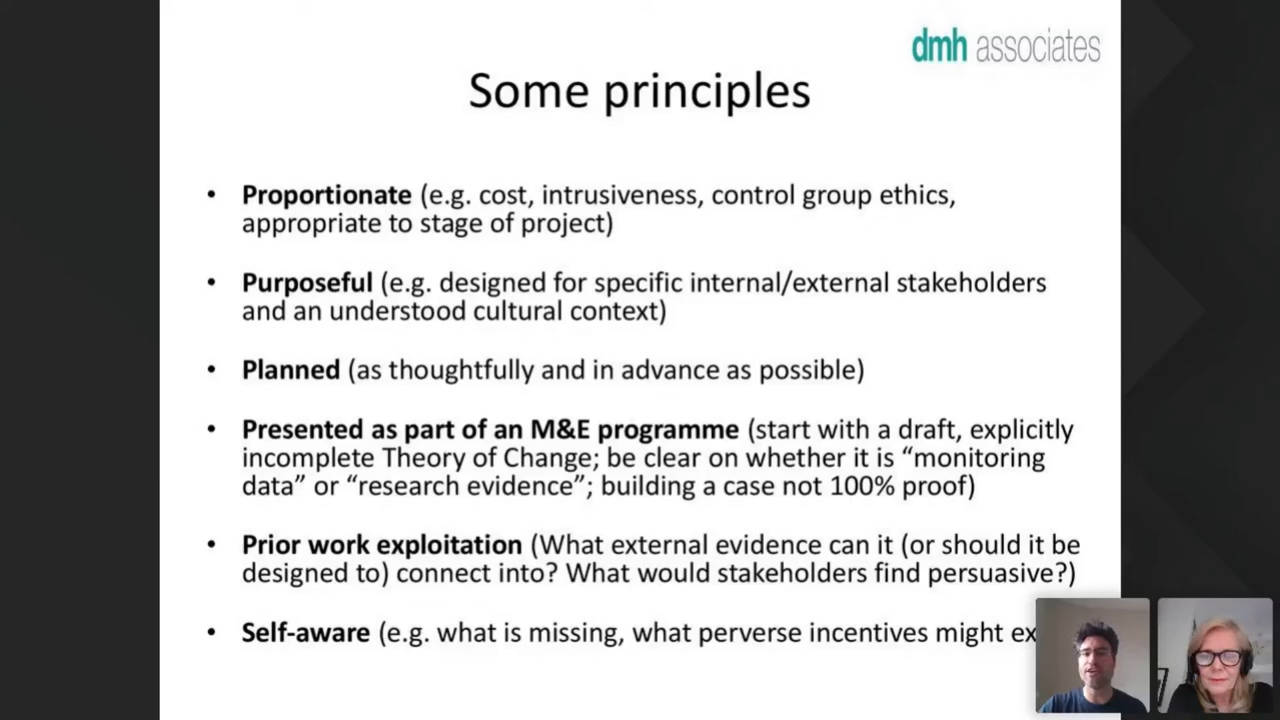 dmh associates
Some principles
• Proportionate (e.g. cost, intrusiveness, control group ethics,
appropriate to stage of project)
• Purposeful (e.g. designed for specific internal/external stakeholders
and an understood cultural context)
• Planned (as thoughtfully and in advance as possible)
• Presented as part of an M&E programme (start with a draft, explicitly
incomplete Theory of Change; be clear on whether it is “monitoring
data” or “research evidence”; building a case not 100% proof)
• Prior work exploitation (What external evidence can it (or should it be
designed to) connect into? What would stakeholders find persuasive?)
• Self-aware (e.g. what is missing, what perverse incentives might